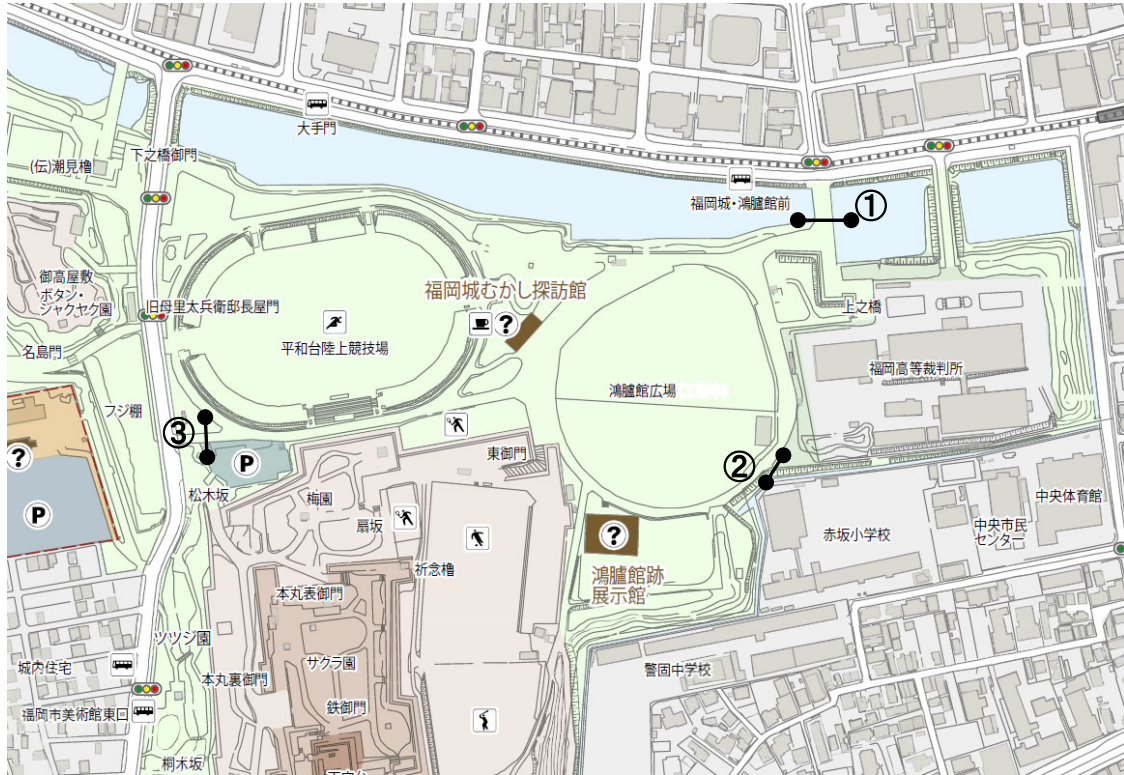 大手門
(伝)潮見櫓
下之橋御門
福岡城・鴻臚館前
①
御高屋敷
ボタン・
シャクヤク園
旧母里太兵衛邸長屋門
福岡城むかし探訪館
上之橋
?
名島門
平和台陸上競技場
福岡高等裁判所
鴻臚館広場
フジ棚
③
?
P
P
東御門
②
松木坂
梅園
扇坂
?
中央体育館
赤坂小学校
中央市民
センター
祈念櫓
鴻臚館跡
展示館
本丸表御門
ツツジ園
城内住宅
サクラ園
警固中学校
本丸裏御門
鉄御門
福岡市美術館東口
桐木坂